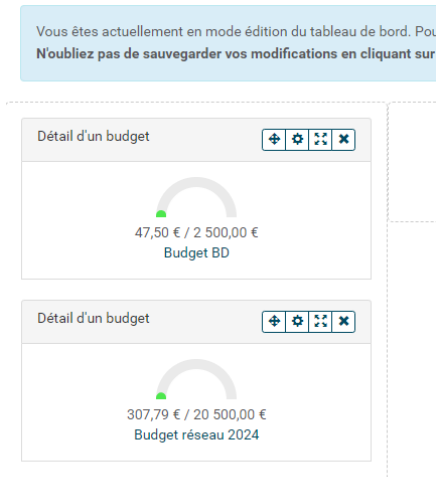 Vous êtes actuellement en mode édition du tableau de bord.
N'oubliez pas de sauvegarder vos modifications en cliquant sur
Détail d'un budget
47,50 € / 2 500,00 €
Budget BD
Détail d'un budget
307,79 € / 20 500,00 €
Budget réseau 2024